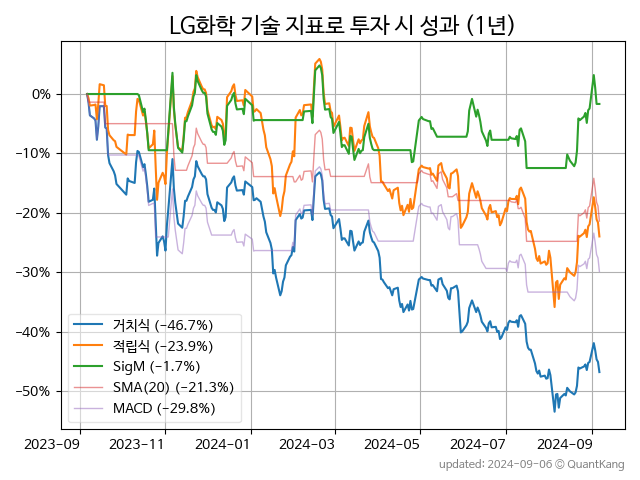 LG화학 기술 지표로 투자 시 성과 (1년)
0%
−10%
−20%
−30%
−40%
−50%
거치식 (−46.7%)
적립식 (−23.9%)
SigM (−1.7%)
SMA(20) (−21.3%)
MACD (−29.8%)
2023−09
2023−11
2024−01
2024−03
2024−05
2024−07
2024−09
updated: 2024−09−06 © QuantKang